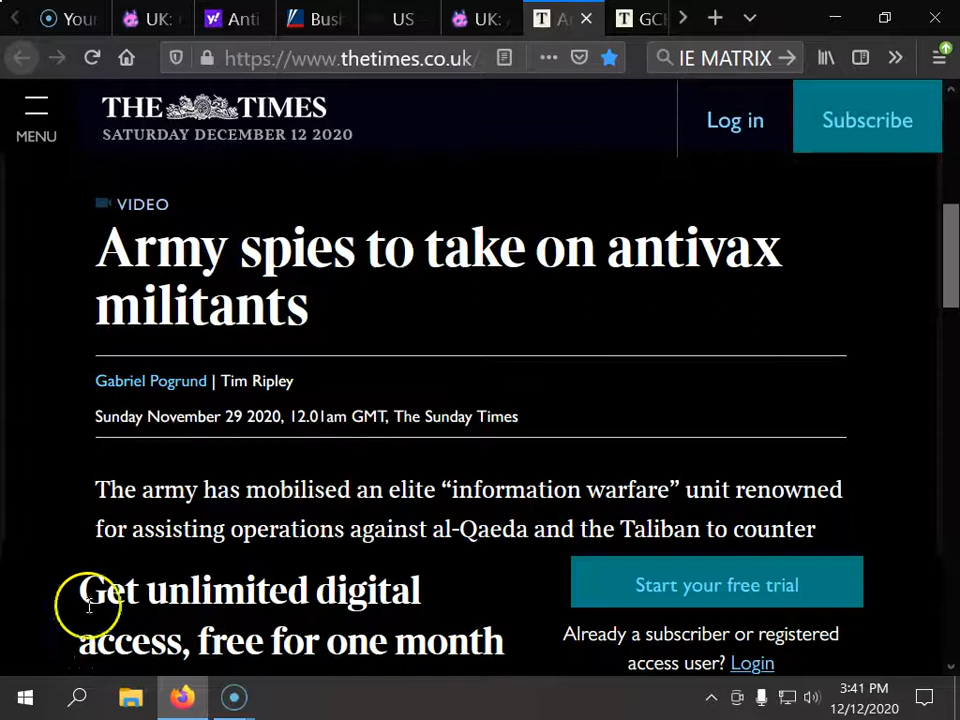 Your
UK:
Anti
Bush
US
UK:
A
GCH
https://www.thetimes.co.uk/
IE MATRIX
MENU
THE TIMES
SATURDAY DECEMBER 12 2020
Log in
Subscribe
VIDEO
Army spies to take on antivax
militants
Gabriel Pogrund | Tim Ripley
Sunday November 29 2020, 12.01am GMT, The Sunday Times
The army has mobilised an elite “information warfare” unit renowned
for assisting operations against al-Qaeda and the Taliban to counter
Get unlimited digital
access, free for one month
Start your free trial
Already a subscriber or registered
access user? Login
3:41 PM
12/12/2020